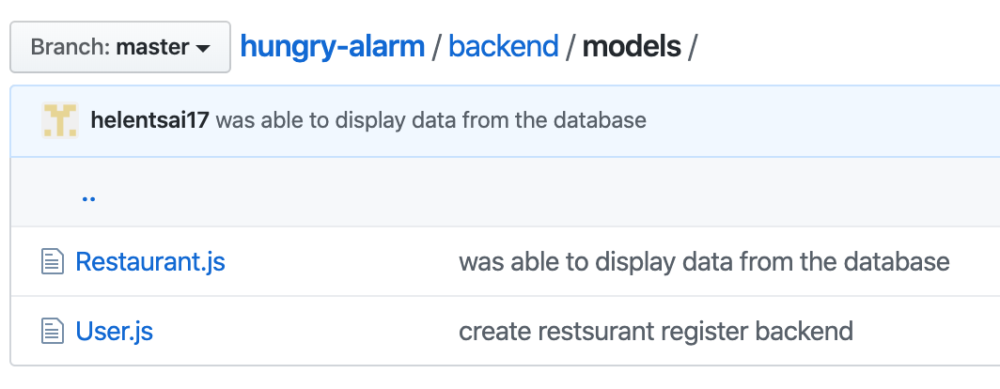 Branch: master hungry-alarm / backend / models /
helentsai17 was able to display data from the database
..
Restaurant.js was able to display data from the database
User.js create restsurant register backend